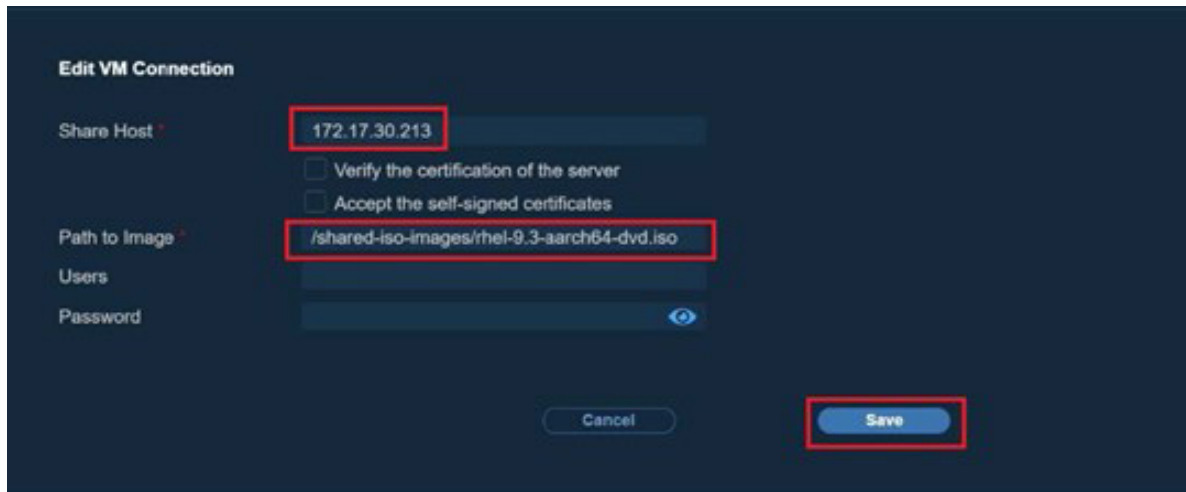 Edit VM Connection
Share Host * 172.17.30.213
Verify the certification of the server
Accept the self-signed certificates
Path to Image * /shared-iso-images/rhel-9.3-aarch64-dvd.iso
Users
Password
Cancel Save